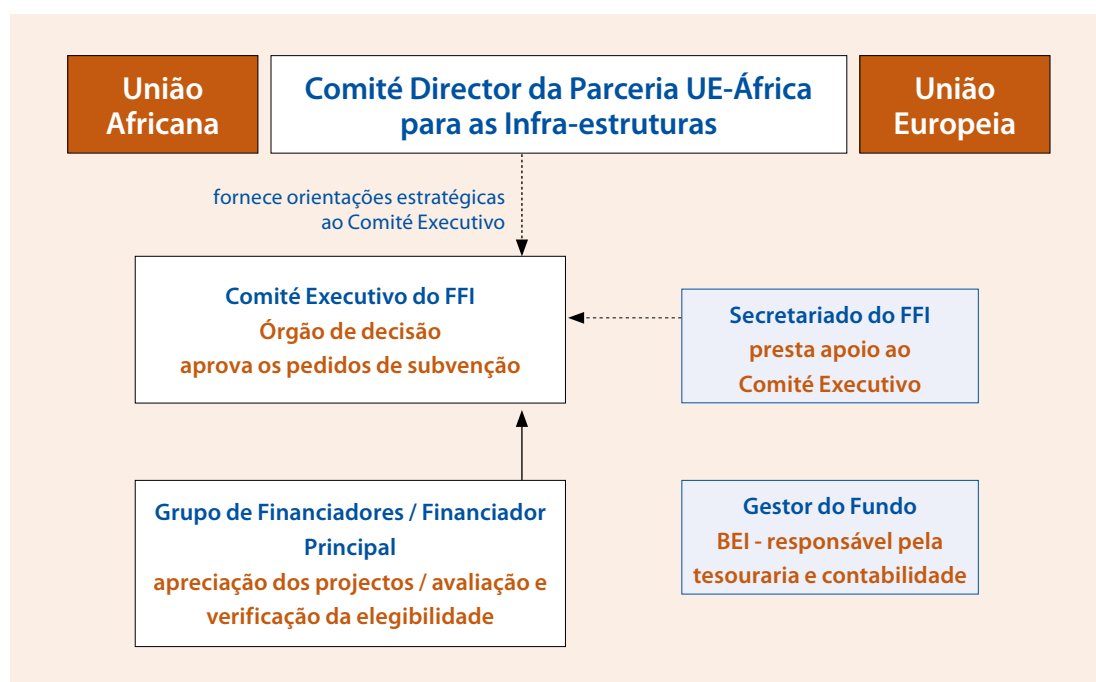 União
Africana
Comité Director da Parceria UE-África
para as Infra-estruturas
União
Europeia
fornece orientações estratégicas
ao Comité Executivo
Comité Executivo do FFI
Órgão de decisão
aprova os pedidos de subvenção
Secretariado do FFI
presta apoio ao
Comité Executivo
Grupo de Financiadores / Financiador
Principal
apreciação dos projectos / avaliação e
verificação da elegibilidade
Gestor do Fundo
BEI - responsável pela
tesouraria e contabilidade